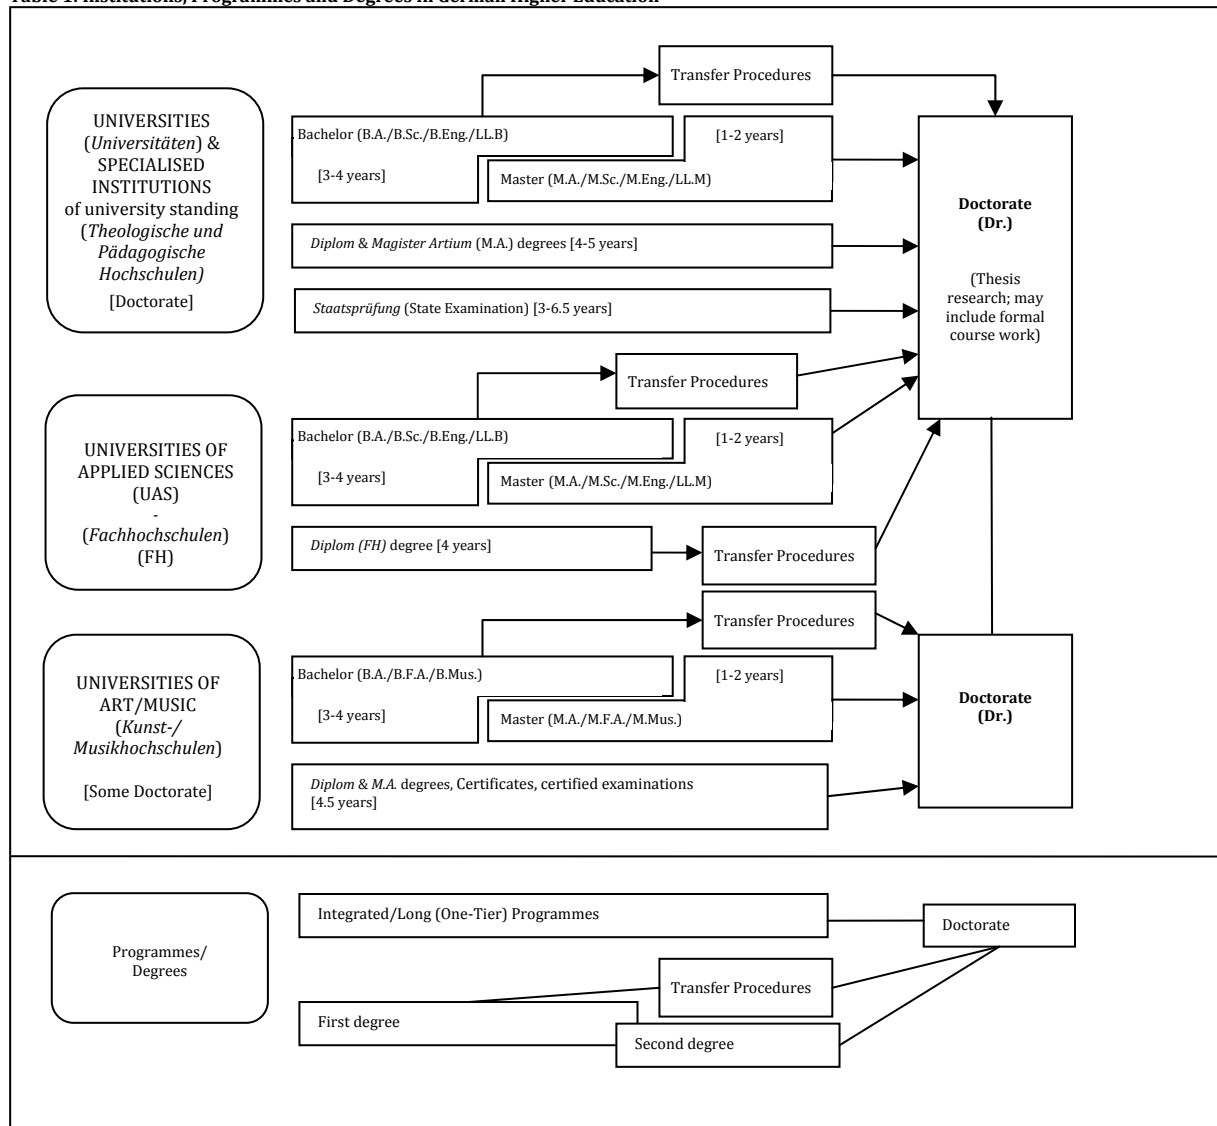 Table 1: Institutions, Programmes and Degrees in German Higher Education
UNIVERSITIES
(Universitäten) &
SPECIALISED
INSTITUTIONS
of university standing
(Theologische und
Pädagogische
Hochschulen)
[Doctorate]
Transfer Procedures
Bachelor (B.A./B.Sc./B.Eng./LL.B)
[3-4 years]
[1-2 years]
Master (M.A./M.Sc./M.Eng./LL.M)
Diplom & Magister Artium (M.A.) degrees [4-5 years]
Staatsprüfung (State Examination) [3-6.5 years]
Doctorate
(Dr.)
(Thesis
research; may
include formal
course work)
UNIVERSITIES OF
APPLIED SCIENCES
(UAS)
-
(Fachhochschulen)
(FH)
Transfer Procedures
Bachelor (B.A./B.Sc./B.Eng./LL.B)
[3-4 years]
[1-2 years]
Master (M.A./M.Sc./M.Eng./LL.M)
Diplom (FH) degree [4 years]
Transfer Procedures
UNIVERSITIES OF
ART/MUSIC
(Kunst-/
Musikhochschulen)
[Some Doctorate]
Transfer Procedures
Bachelor (B.A./B.F.A./B.Mus.)
[3-4 years]
[1-2 years]
Master (M.A./M.F.A./M.Mus.)
Diplom & M.A. degrees, Certificates, certified examinations
[4.5 years]
Doctorate
(Dr.)
Programmes/
Degrees
Integrated/Long (One-Tier) Programmes
Doctorate
Transfer Procedures
First degree
Second degree